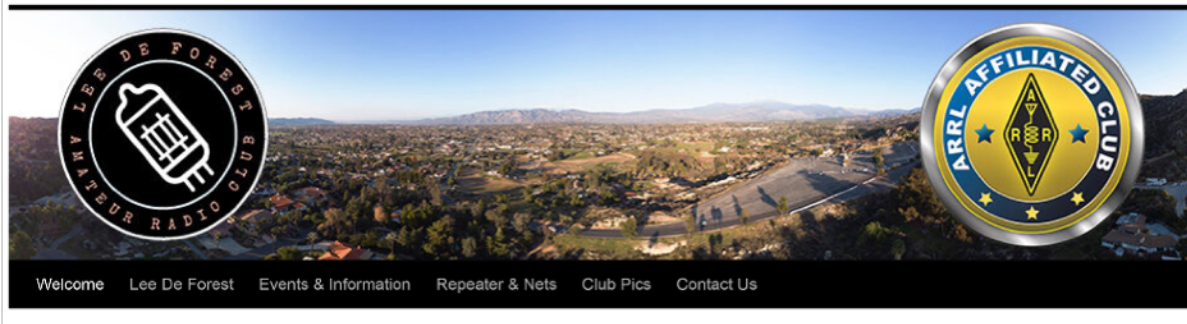 LEE DE FOREST
AMATEUR RADIO CLUB
ARRL AFFILIATED CLUB
A
R R
L
Welcome Lee De Forest Events & Information Repeater & Nets Club Pics Contact Us